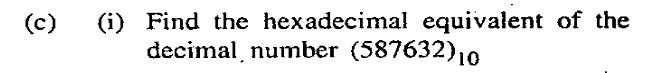 (c) (i) Find the hexadecimal equivalent of the
decimal number (587632)₁₀